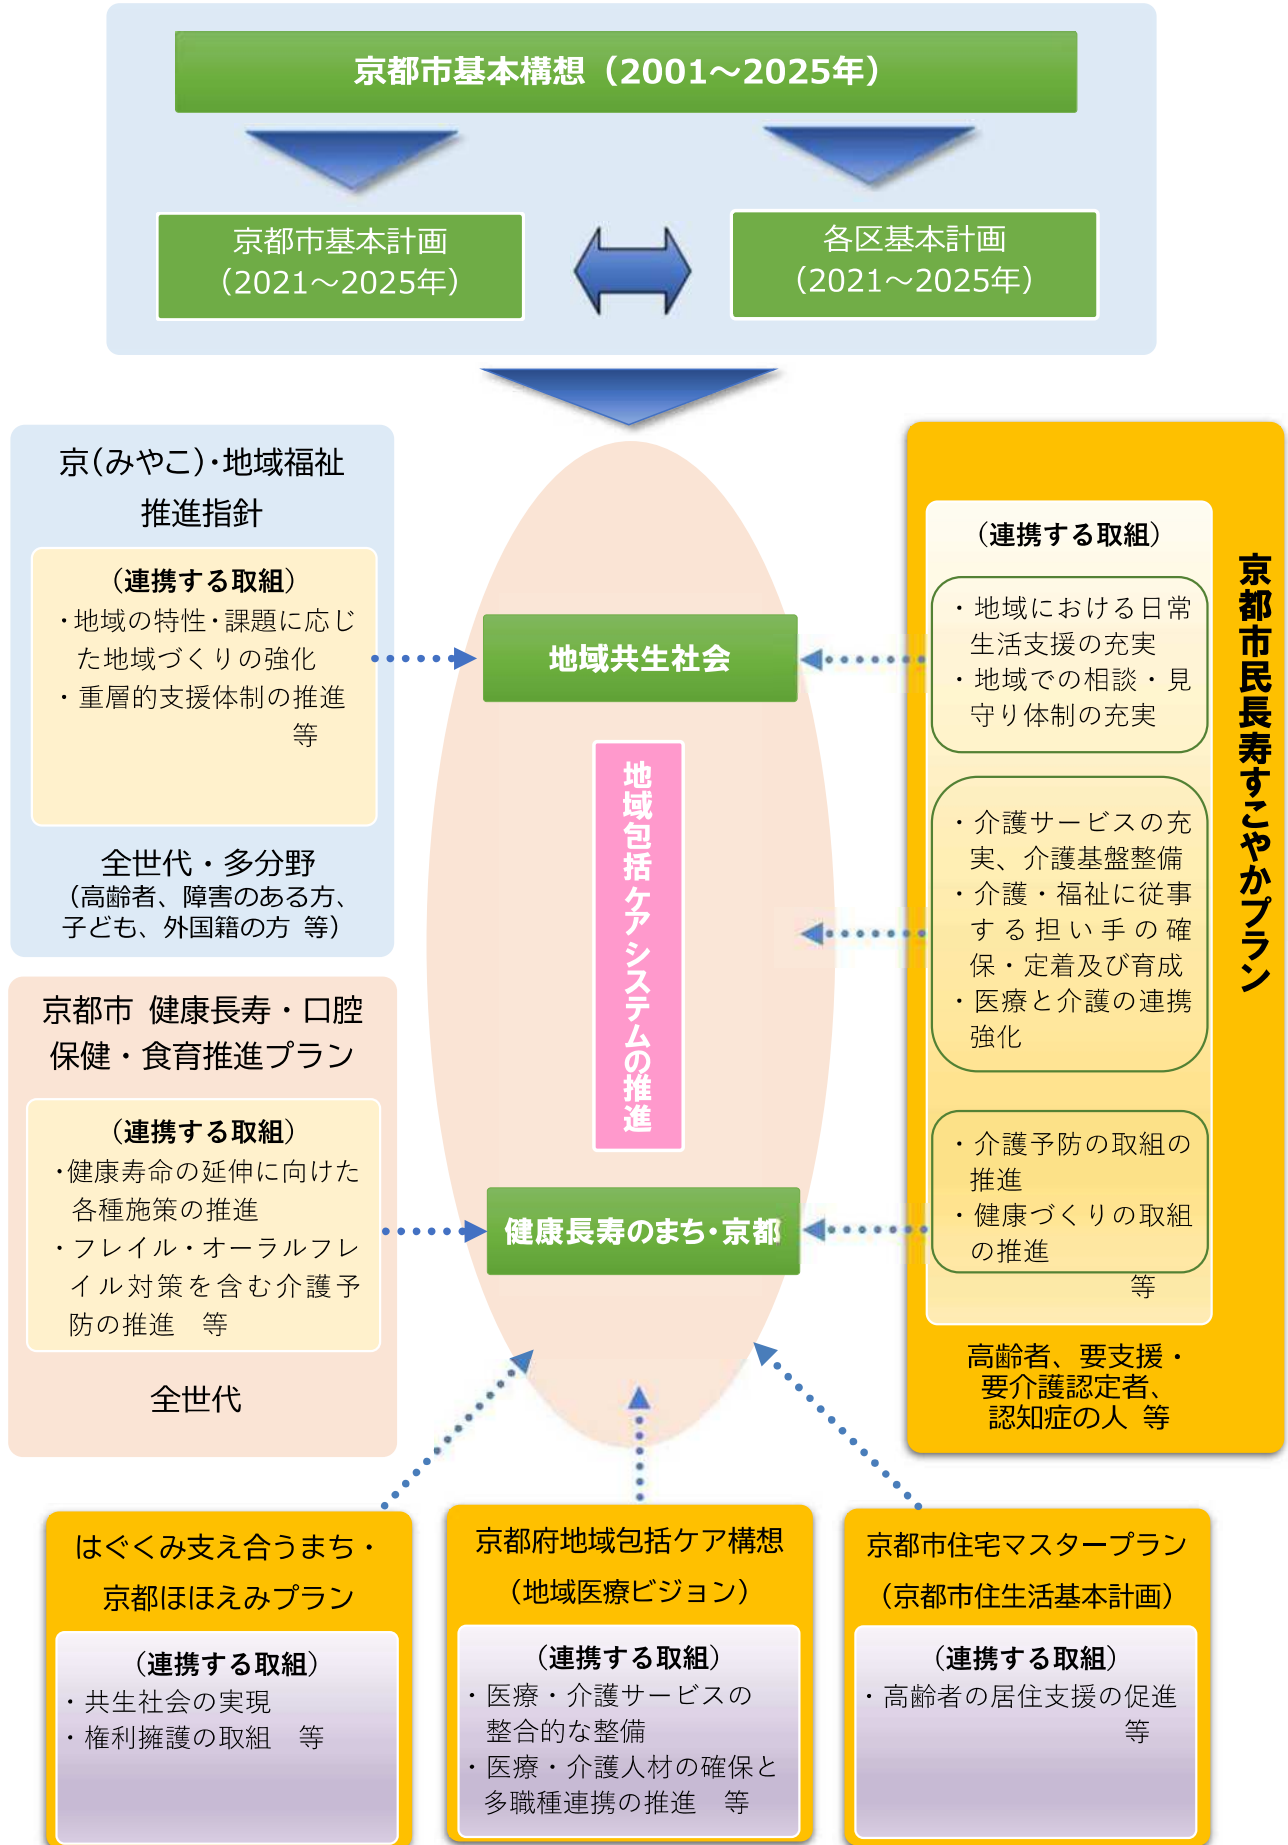 京都市基本構想（2001～2025年）
京都市基本計画
（2021～2025年）
各区基本計画
（2021～2025年）
京(みやこ)・地域福祉
推進指針
（連携する取組）
・地域の特性・課題に応じ
た地域づくりの強化
・重層的支援体制の推進
等
全世代・多分野
（高齢者、障害のある方、
子ども、外国籍の方 等）
京都市 健康長寿・口腔
保健・食育推進プラン
（連携する取組）
・健康寿命の延伸に向けた
各種施策の推進
・フレイル・オーラルフレ
イル対策を含む介護予
防の推進　等
全世代
地域共生社会
地域包括ケアシステムの推進
健康長寿のまち・京都
京都市民長寿すこやかプラン
（連携する取組）
・地域における日常
生活支援の充実
・地域での相談・見
守り体制の充実
・介護サービスの充
実、介護基盤整備
・介護・福祉に従事
する担い手の確
保・定着及び育成
・医療と介護の連携
強化
・介護予防の取組の
推進
・健康づくりの取組
の推進
等
高齢者、要支援・
要介護認定者、
認知症の人 等
はぐくみ支え合うまち・
京都ほほえみプラン
（連携する取組）
・共生社会の実現
・権利擁護の取組　等
京都府地域包括ケア構想
（地域医療ビジョン）
（連携する取組）
・医療・介護サービスの
整合的な整備
・医療・介護人材の確保と
多職種連携の推進　等
京都市住宅マスタープラン
（京都市住生活基本計画）
（連携する取組）
・高齢者の居住支援の促進
等